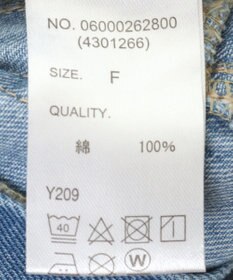 NO. 06000262800
(4301266)
SIZE. F
QUALITY.
綿 100%
Y209
40
W